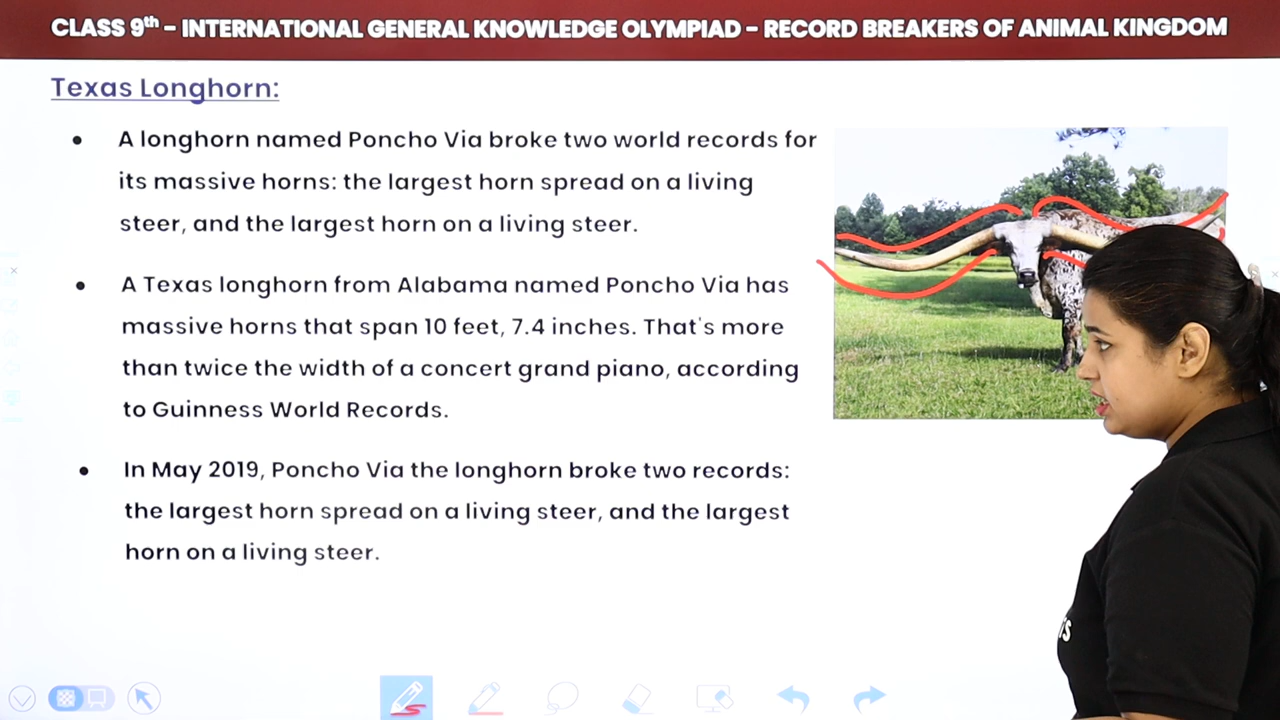 CLASS 9th – INTERNATIONAL GENERAL KNOWLEDGE OLYMPIAD – RECORD BREAKERS OF ANIMAL KINGDOM
Texas Longhorn:
• A longhorn named Poncho Via broke two world records for
its massive horns: the largest horn spread on a living
steer, and the largest horn on a living steer.
• A Texas longhorn from Alabama named Poncho Via has
massive horns that span 10 feet, 7.4 inches. That's more
than twice the width of a concert grand piano, according
to Guinness World Records.
• In May 2019, Poncho Via the longhorn broke two records:
the largest horn spread on a living steer, and the largest
horn on a living steer.